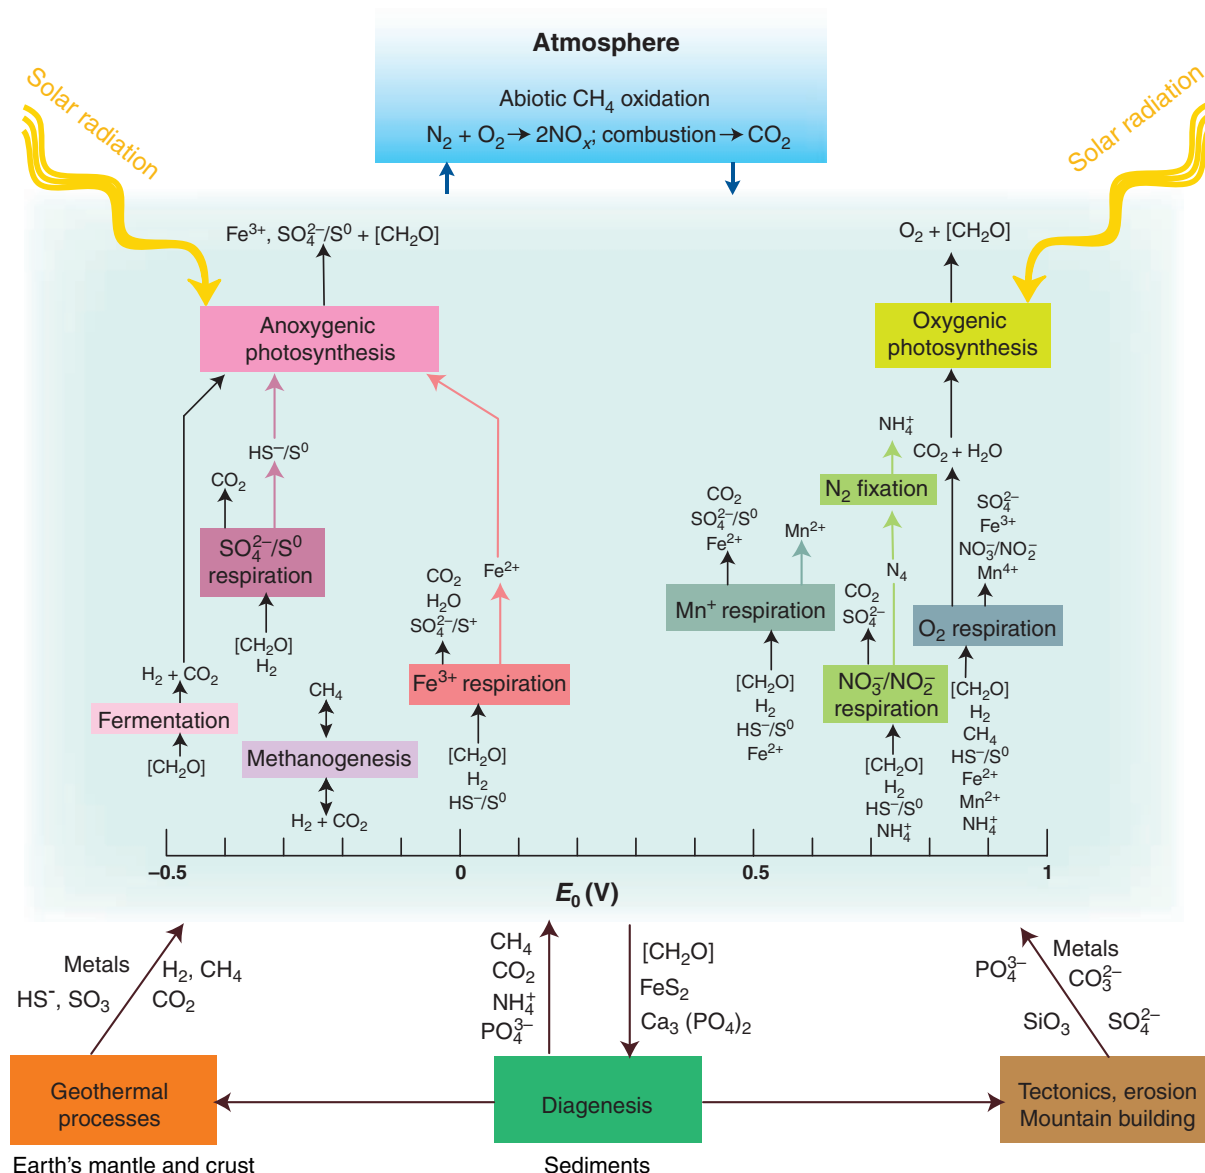 Atmosphere
Abiotic CH₄ oxidation
N₂ + O₂ → 2NOₓ; combustion → CO₂
Solar radiation
Solar radiation
Fe³⁺, SO₄²⁻/S⁰ + [CH₂O]
O₂ + [CH₂O]
Anoxygenic
photosynthesis
Oxygenic
photosynthesis
HS⁻/S⁰
CO₂
SO₄²⁻/S⁰
respiration
[CH₂O]
H₂
H₂ + CO₂
Fermentation
[CH₂O]
CH₄
Methanogenesis
H₂ + CO₂
Fe²⁺
CO₂
H₂O
SO₄²⁻/S⁺
Fe³⁺ respiration
[CH₂O]
H₂
HS⁻/S⁰
CO₂
SO₄²⁻/S⁰
Fe²⁺
Mn²⁺
Mn⁺ respiration
[CH₂O]
H₂
HS⁻/S⁰
Fe²⁺
NH₄⁺
N₂ fixation
N₄
CO₂
SO₄²⁻
NO₃⁻/NO₂⁻
respiration
[CH₂O]
H₂
HS⁻/S⁰
NH₄⁺
CO₂ + H₂O
SO₄²⁻
Fe³⁺
NO₃⁻/NO₂⁻
Mn⁴⁺
O₂ respiration
[CH₂O]
H₂
CH₄
HS⁻/S⁰
Fe²⁺
Mn²⁺
NH₄⁺
−0.5 0 0.5 1
E₀ (V)
Metals
HS⁻, SO₃
H₂, CH₄
CO₂
CH₄
CO₂
NH₄⁺
PO₄³⁻
[CH₂O]
FeS₂
Ca₃ (PO₄)₂
PO₄³⁻
Metals
CO₃²⁻
SiO₃
SO₄²⁻
Geothermal
processes
Diagenesis
Tectonics, erosion
Mountain building
Earth's mantle and crust
Sediments